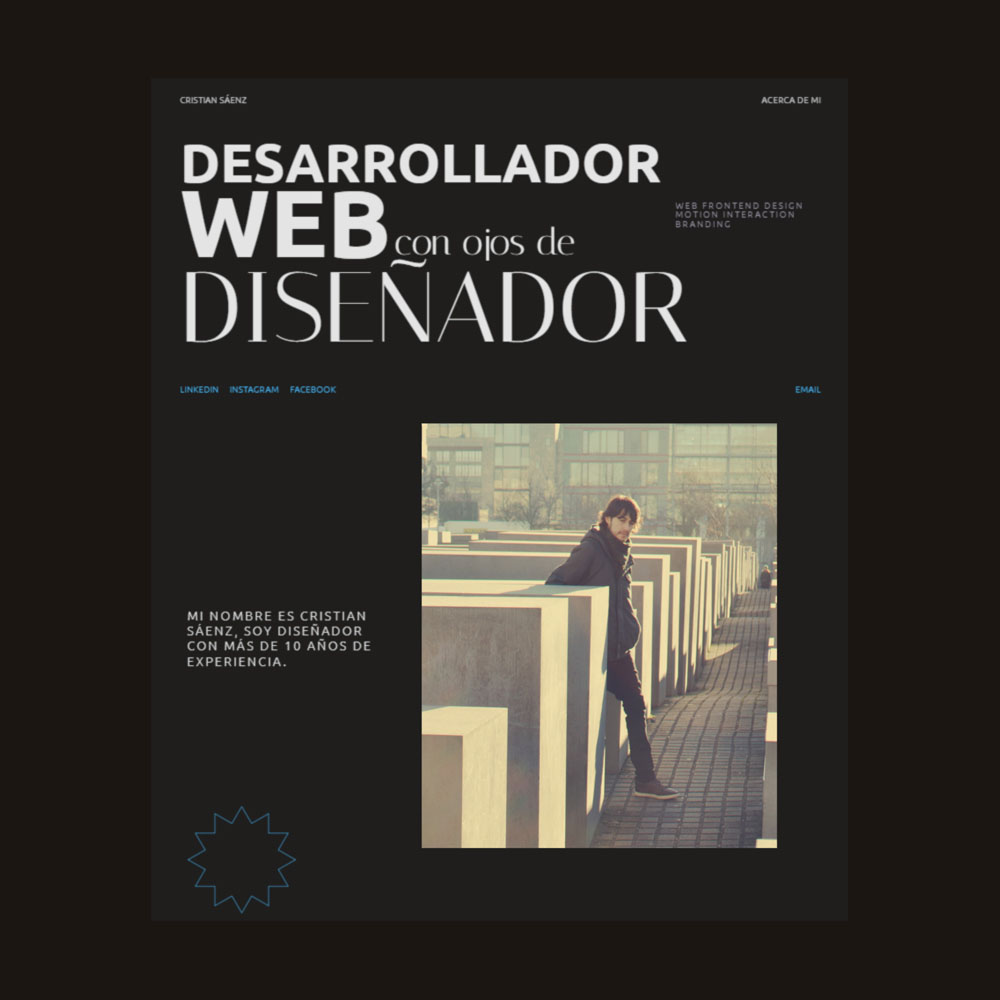 CRISTIAN SÁENZ
ACERCA DE MI
DESARROLLADOR
WEB con ojos de
DISEÑADOR
WEB FRONTEND DESIGN
MOTION INTERACTION
BRANDING
LINKEDIN INSTAGRAM FACEBOOK
EMAIL
MI NOMBRE ES CRISTIAN
SÁENZ, SOY DISEÑADOR
CON MÁS DE 10 AÑOS DE
EXPERIENCIA.